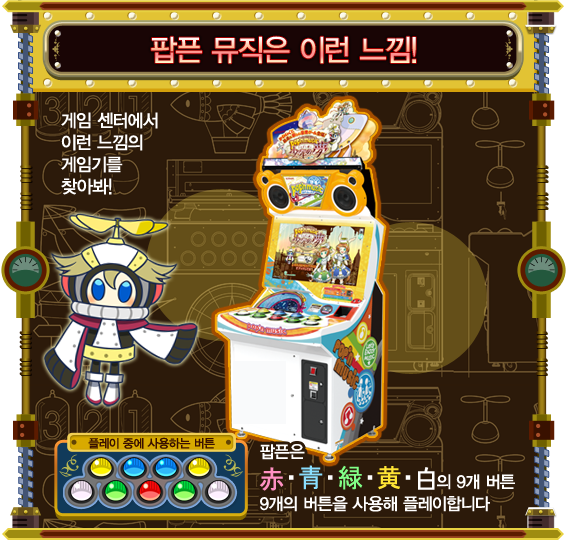 팝픈 뮤직은 이런 느낌!
게임 센터에서
이런 느낌의
게임기를
찾아봐!
플레이 중에 사용하는 버튼
팝픈은
赤・青・緑・黄・白의 9개 버튼
9개의 버튼을 사용해 플레이합니다